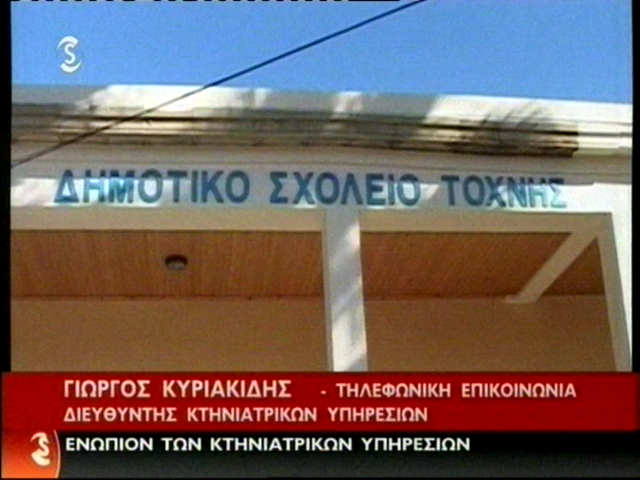 ΔΗΜΟΤΙΚΟ ΣΧΟΛΕΙΟ ΤΟΧΝΗΣ
ΓΙΩΡΓΟΣ ΚΥΡΙΑΚΙΔΗΣ - ΤΗΛΕΦΩΝΙΚΗ ΕΠΙΚΟΙΝΩΝΙΑ
ΔΙΕΥΘΥΝΤΗΣ ΚΤΗΝΙΑΤΡΙΚΩΝ ΥΠΗΡΕΣΙΩΝ
ΕΝΩΠΙΟΝ ΤΩΝ ΚΤΗΝΙΑΤΡΙΚΩΝ ΥΠΗΡΕΣΙΩΝ